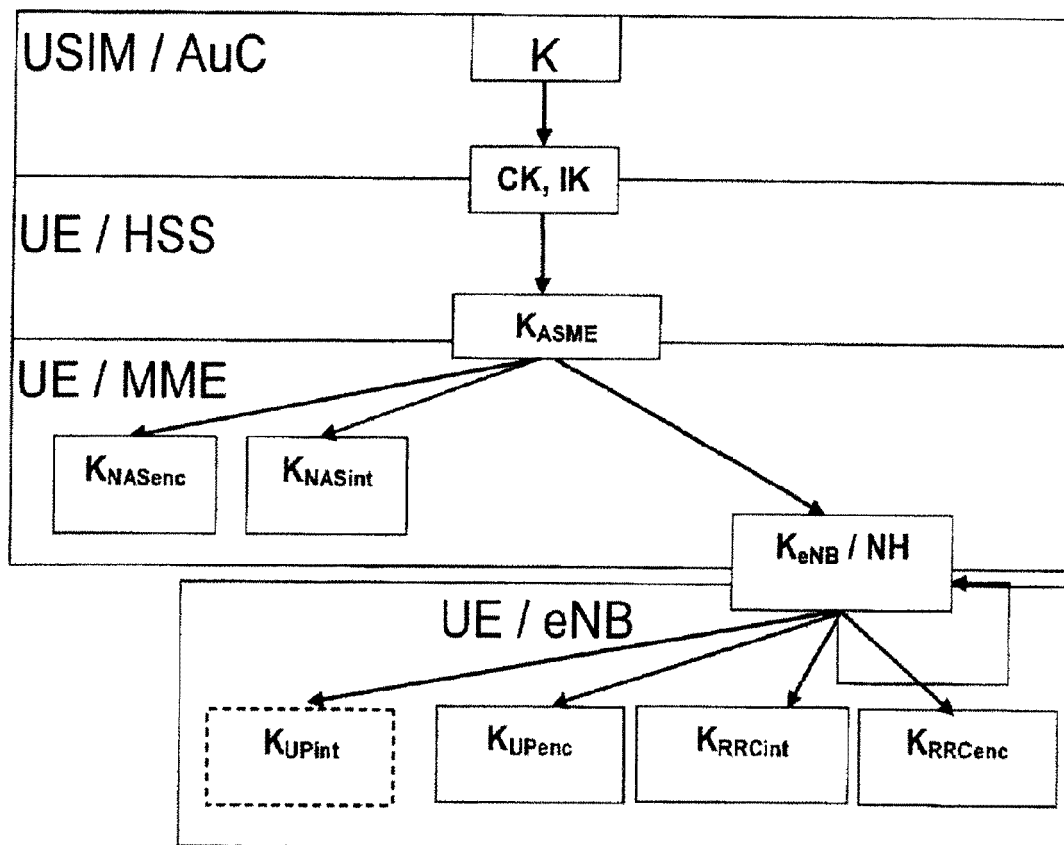 USIM / AuC
K
CK, IK
UE / HSS
KASME
UE / MME
KNASenc
KNASint
KeNB / NH
UE / eNB
KUPint
KUPenc
KRRCint
KRRCenc